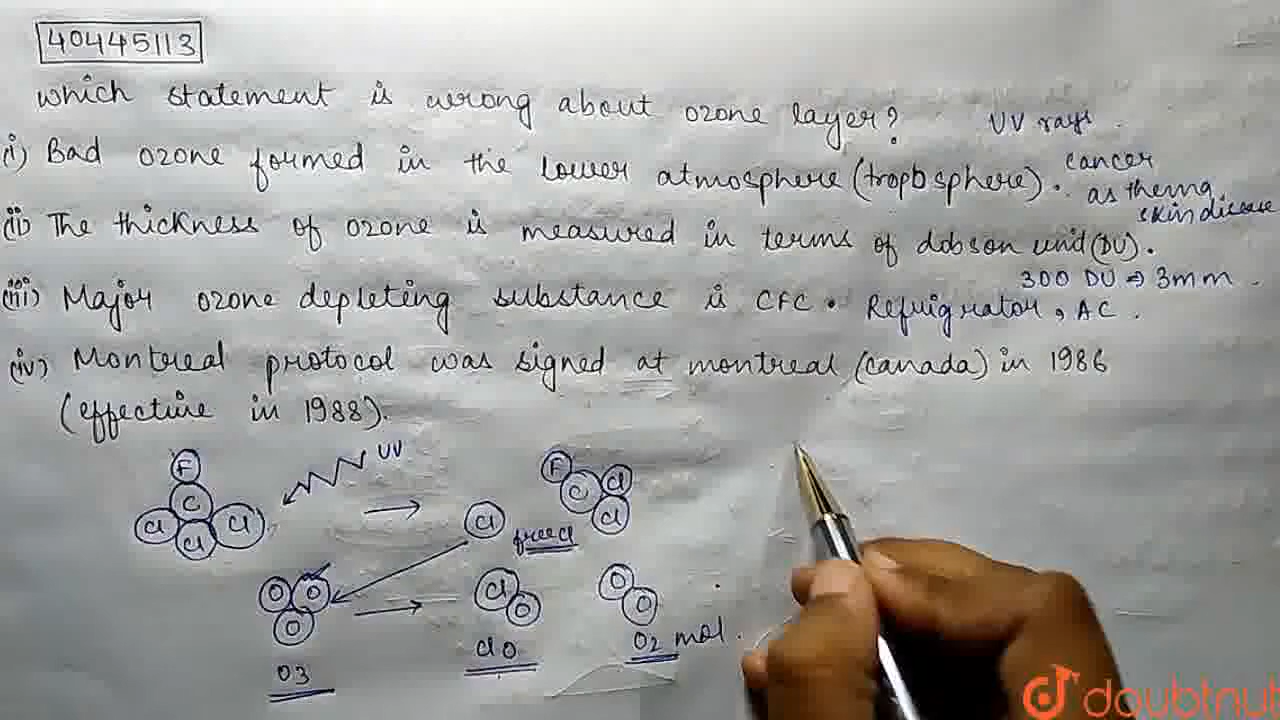 40445113
which statement is wrong about ozone layer?
UV rays
(i) Bad ozone formed in the lower atmosphere (troposphere).
cancer
asthema
skin disease
(ii) The thickness of ozone is measured in terms of dobson unit (DU).
300 DU ⇒ 3mm
(iii) Major ozone depleting substance is CFC. Refrigrator, AC.
(iv) Montreal protocol was signed at montreal (canada) in 1986
(effective in 1988).
UV
F
C
Cl Cl
Cl
Cl
free Cl
F
C Cl
Cl
O O
O
O3
Cl
O
ClO
O
O
O2 mol.
doubtnut